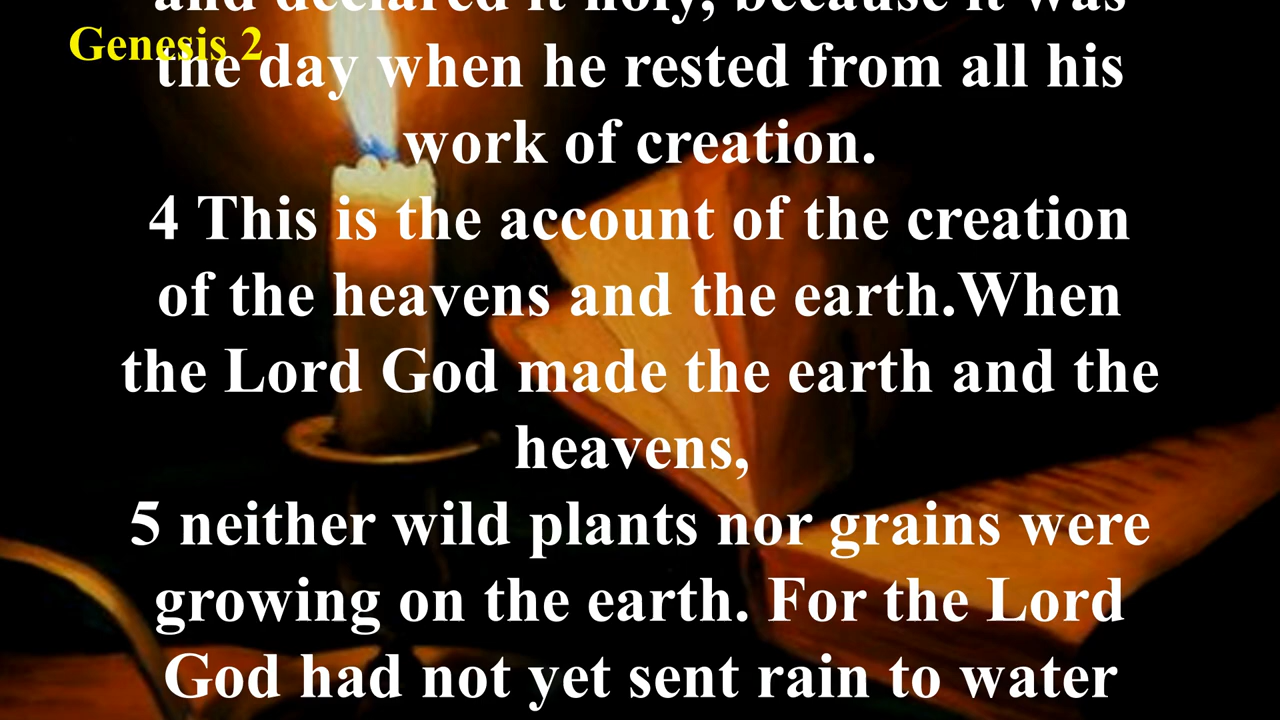 and declared it holy, because it was
Genesis 2
the day when he rested from all his
work of creation.
4 This is the account of the creation
of the heavens and the earth.When
the Lord God made the earth and the
heavens,
5 neither wild plants nor grains were
growing on the earth. For the Lord
God had not yet sent rain to water